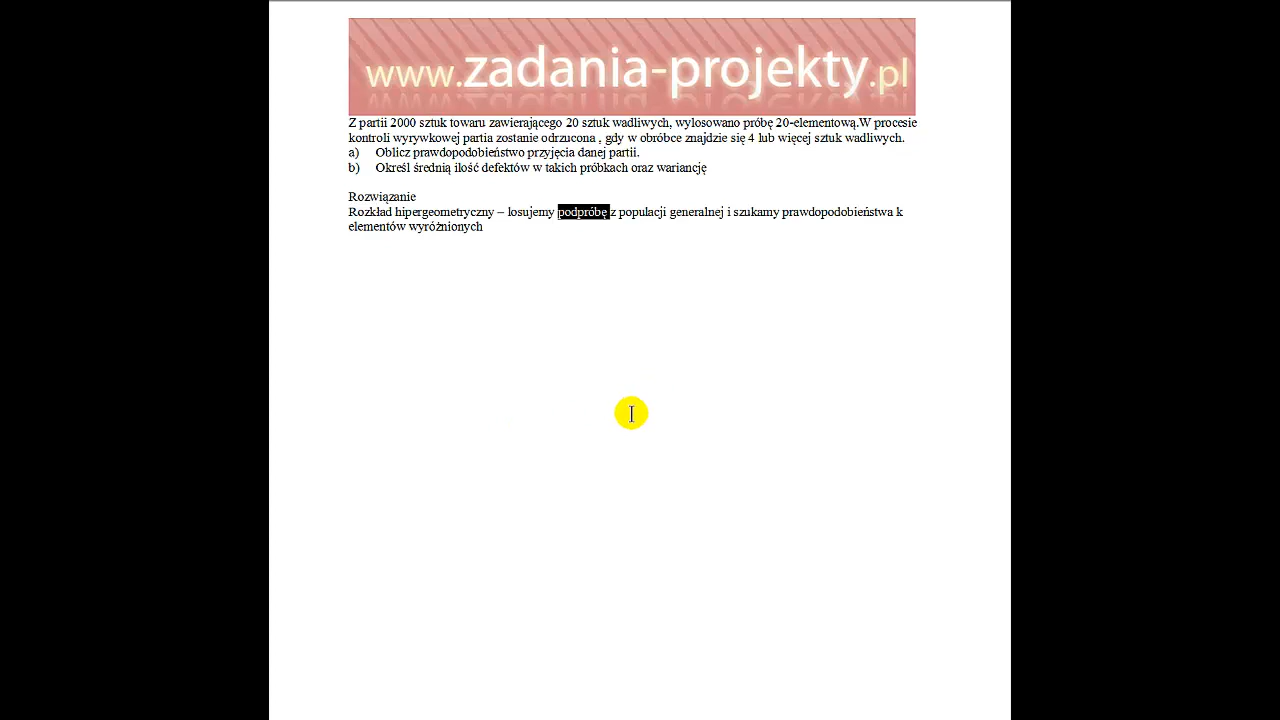 www.zadania-projekty.pl
Z partii 2000 sztuk towaru zawierającego 20 sztuk wadliwych, wylosowano próbę 20-elementową.W procesie
kontroli wyrywkowej partia zostanie odrzucona , gdy w obróbce znajdzie się 4 lub więcej sztuk wadliwych.
a) Oblicz prawdopodobieństwo przyjęcia danej partii.
b) Określ średnią ilość defektów w takich próbkach oraz wariancję
Rozwiązanie
Rozkład hipergeometryczny – losujemy podpróbę z populacji generalnej i szukamy prawdopodobieństwa k
elementów wyróżnionych